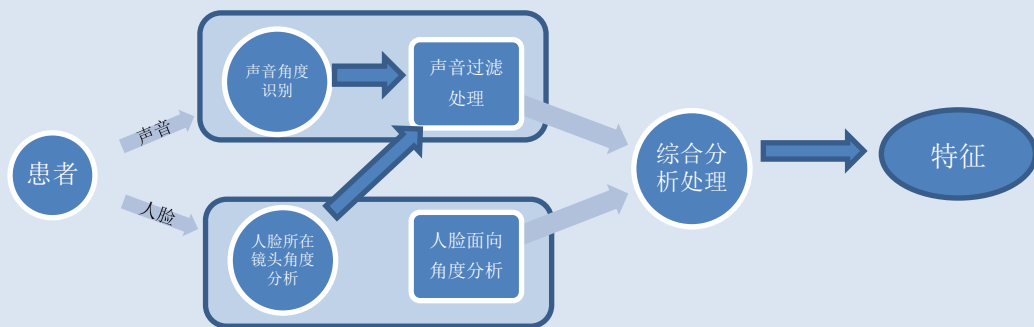 患者
声音
人脸
声音角度
识别
声音过滤
处理
人脸所在
镜头角度
分析
人脸面向
角度分析
综合分
析处理
特征